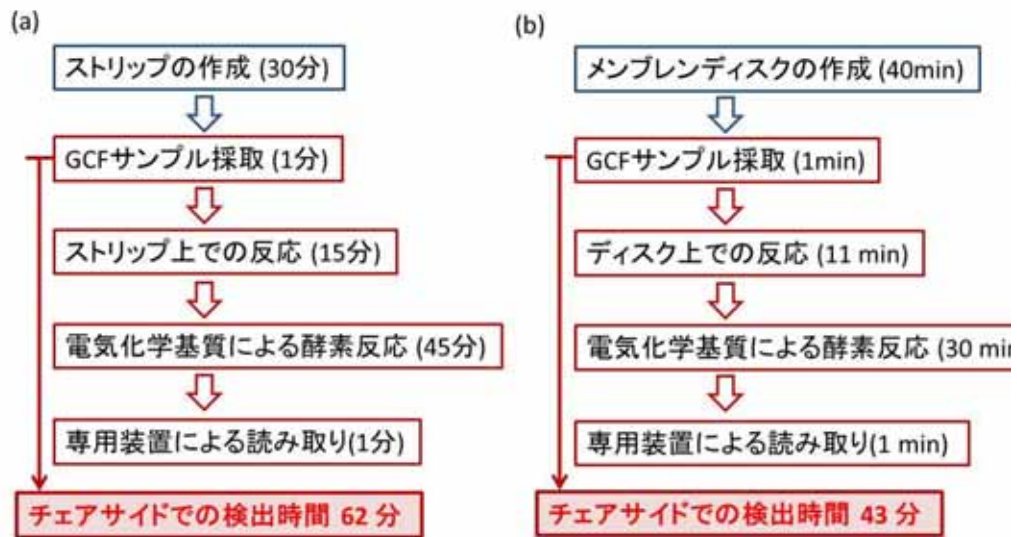 (a)
ストリップの作成 (30分)
GCFサンプル採取 (1分)
ストリップ上での反応 (15分)
電気化学基質による酵素反応 (45分)
専用装置による読み取り(1分)
チェアサイドでの検出時間 62 分
(b)
メンブレンディスクの作成 (40min)
GCFサンプル採取 (1min)
ディスク上での反応 (11 min)
電気化学基質による酵素反応 (30 min
専用装置による読み取り(1 min)
チェアサイドでの検出時間 43 分